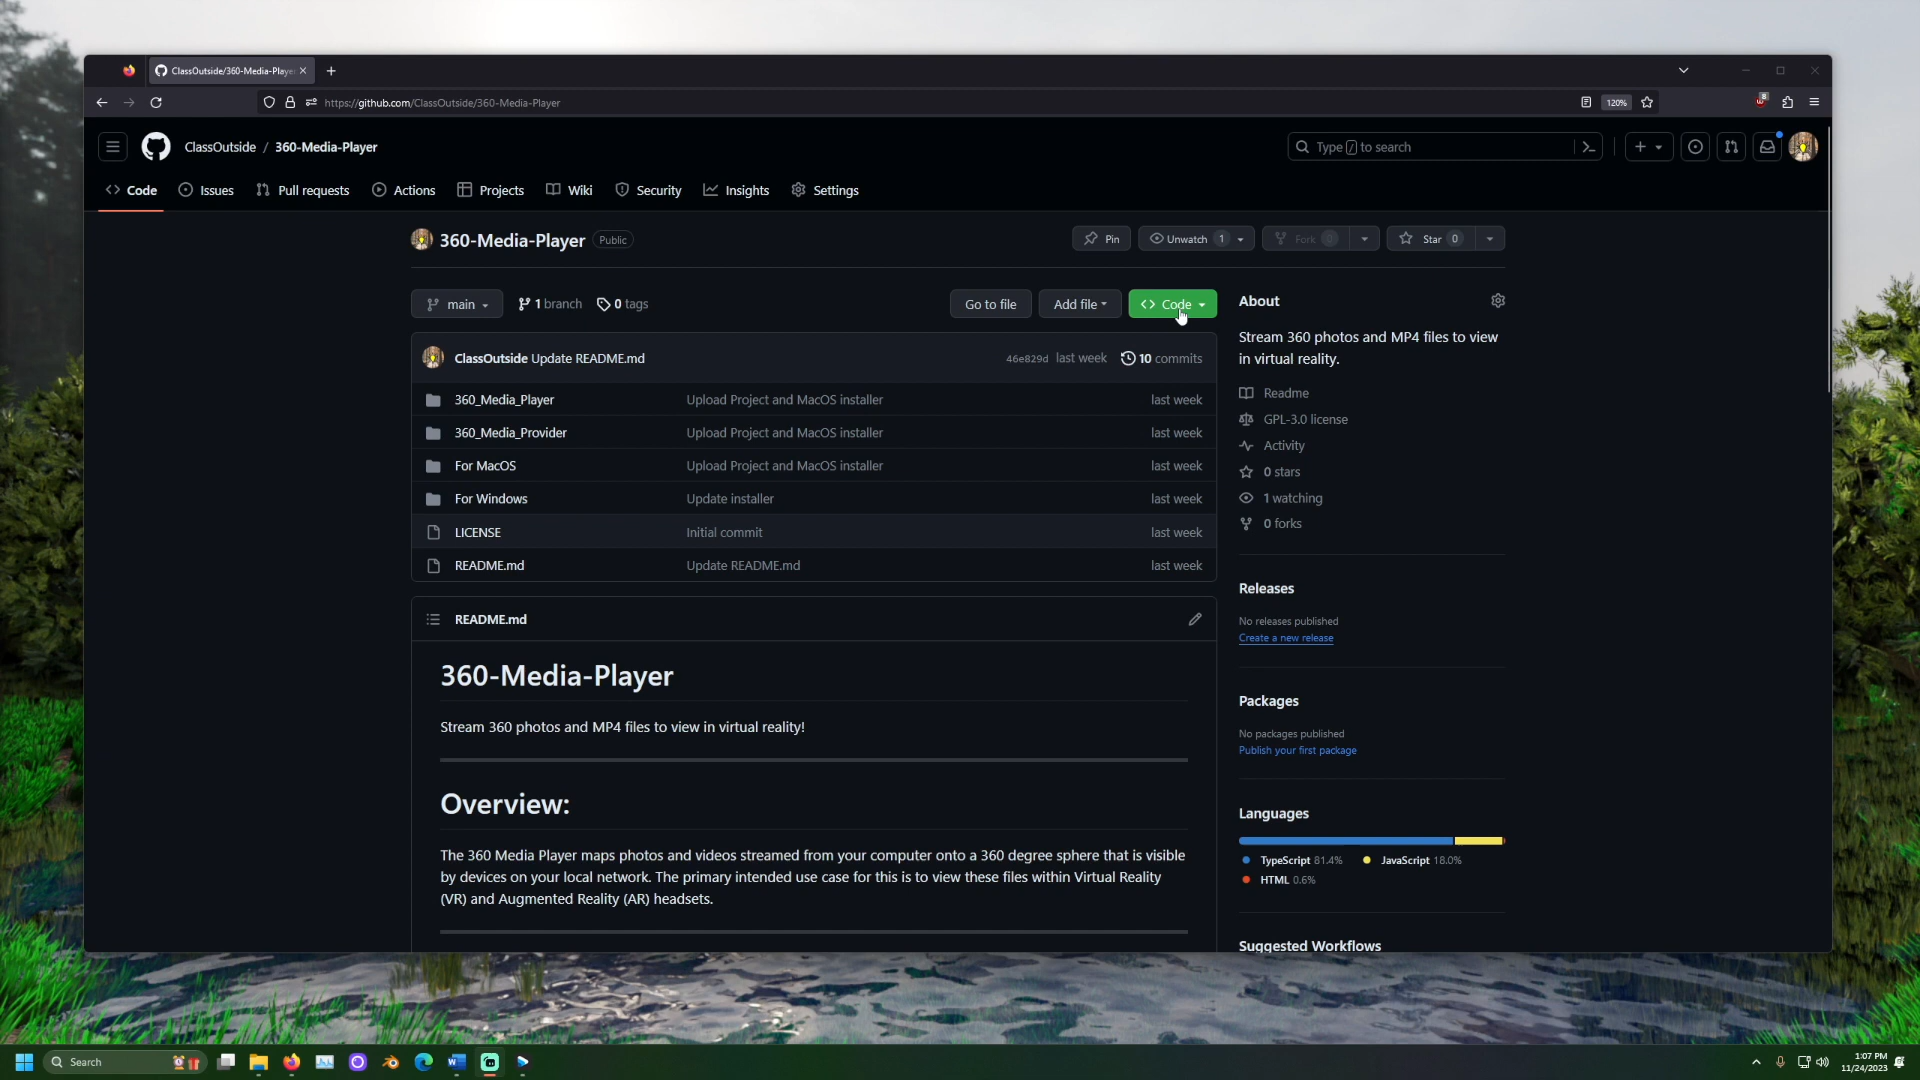 ClassOutside/360-Media-Playe
https://github.com/ClassOutside/360-Media-Player
120%
8
ClassOutside / 360-Media-Player
Type / to search
Code
Issues
Pull requests
Actions
Projects
Wiki
Security
Insights
Settings
360-Media-Player
Public
Pin
Unwatch 1
Fork 0
Star 0
main
1 branch
0 tags
Go to file
Add file
Code
ClassOutside Update README.md
46e829d last week
10 commits
360_Media_Player Upload Project and MacOS installer last week
360_Media_Provider Upload Project and MacOS installer last week
For MacOS Upload Project and MacOS installer last week
For Windows Update installer last week
LICENSE Initial commit last week
README.md Update README.md last week
README.md
360-Media-Player
Stream 360 photos and MP4 files to view in virtual reality!
Overview:
The 360 Media Player maps photos and videos streamed from your computer onto a 360 degree sphere that is visible
by devices on your local network. The primary intended use case for this is to view these files within Virtual Reality
(VR) and Augmented Reality (AR) headsets.
About
Stream 360 photos and MP4 files to view
in virtual reality.
Readme
GPL-3.0 license
Activity
0 stars
1 watching
0 forks
Releases
No releases published
Create a new release
Packages
No packages published
Publish your first package
Languages
TypeScript 81.4% JavaScript 18.0%
HTML 0.6%
Suggested Workflows
Search
1:07 PM
11/24/2023